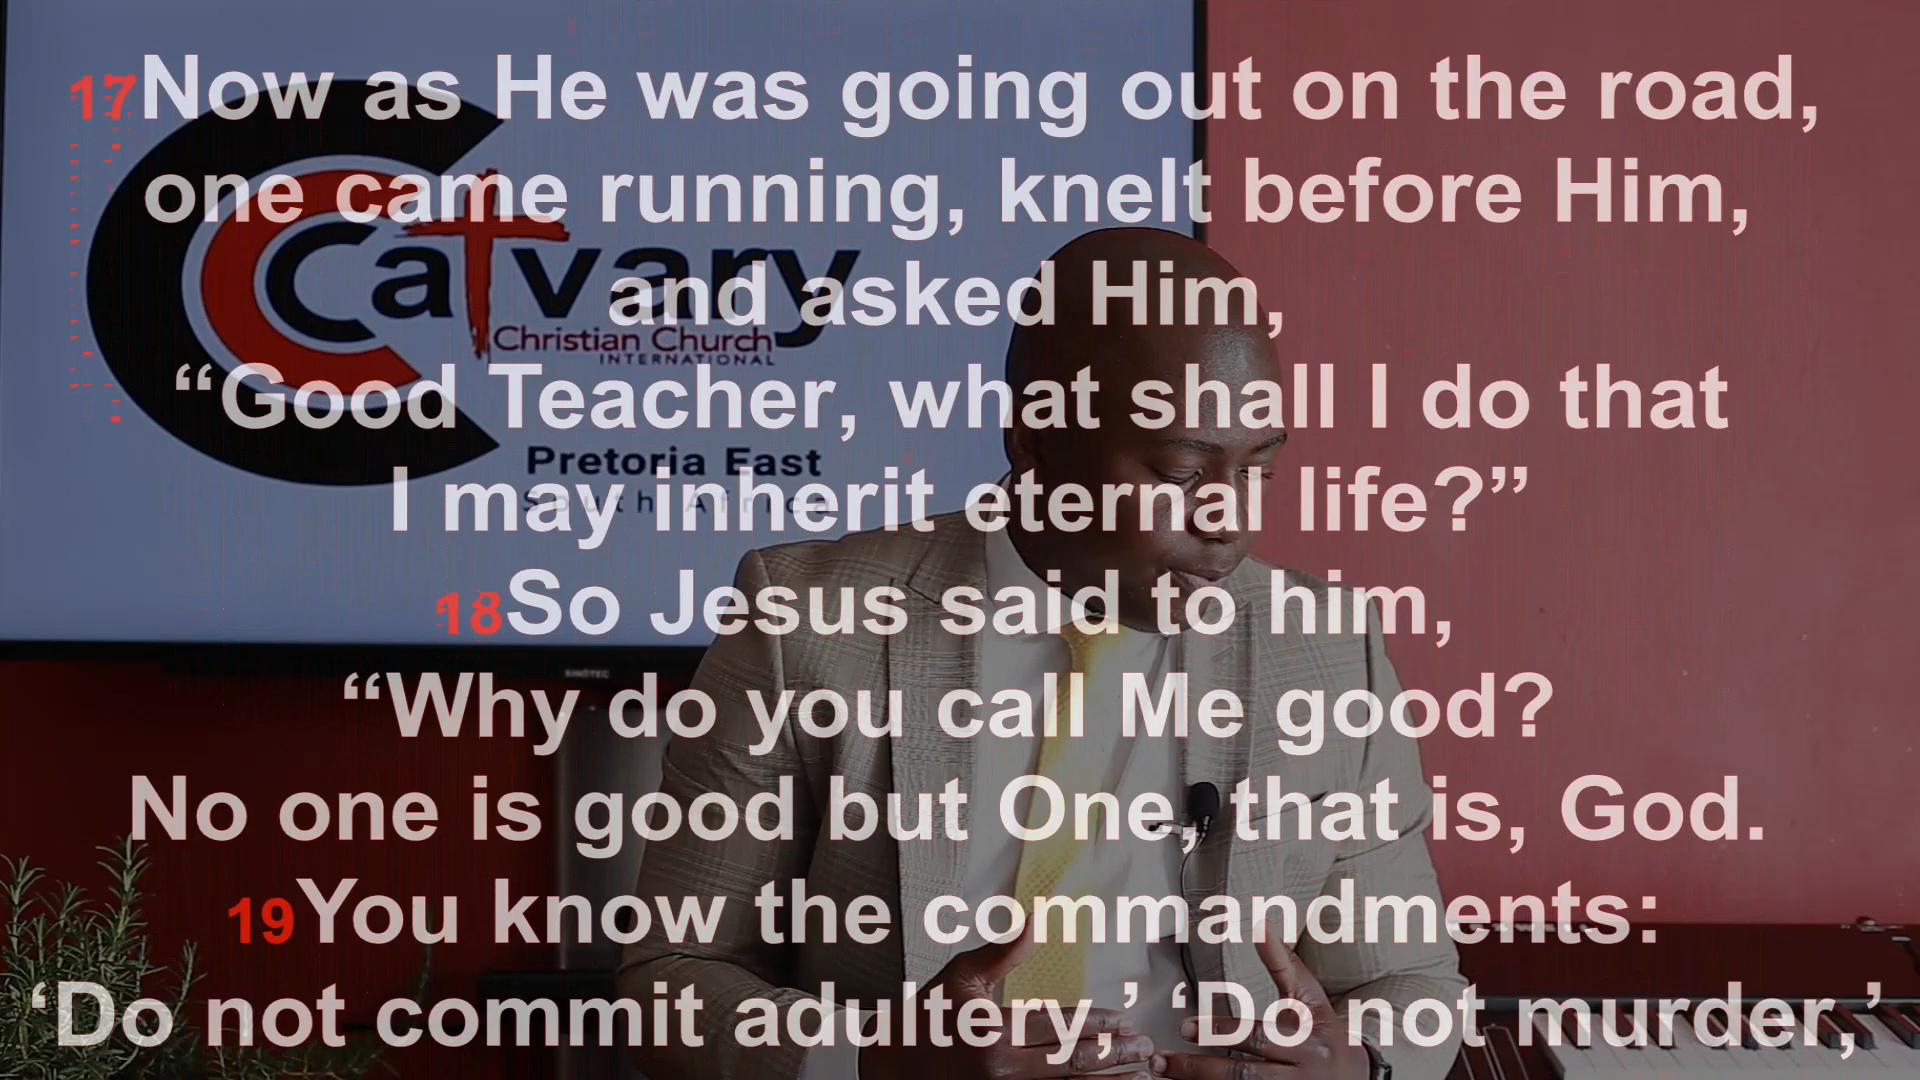 17Now as He was going out on the road,
one came running, knelt before Him,
and asked Him,
“Good Teacher, what shall I do that
I may inherit eternal life?”
18So Jesus said to him,
“Why do you call Me good?
No one is good but One, that is, God.
19You know the commandments:
‘Do not commit adultery,’ ‘Do not murder,’
Calvary
Christian Church
INTERNATIONAL
Pretoria East
South Africa
SINOTEC